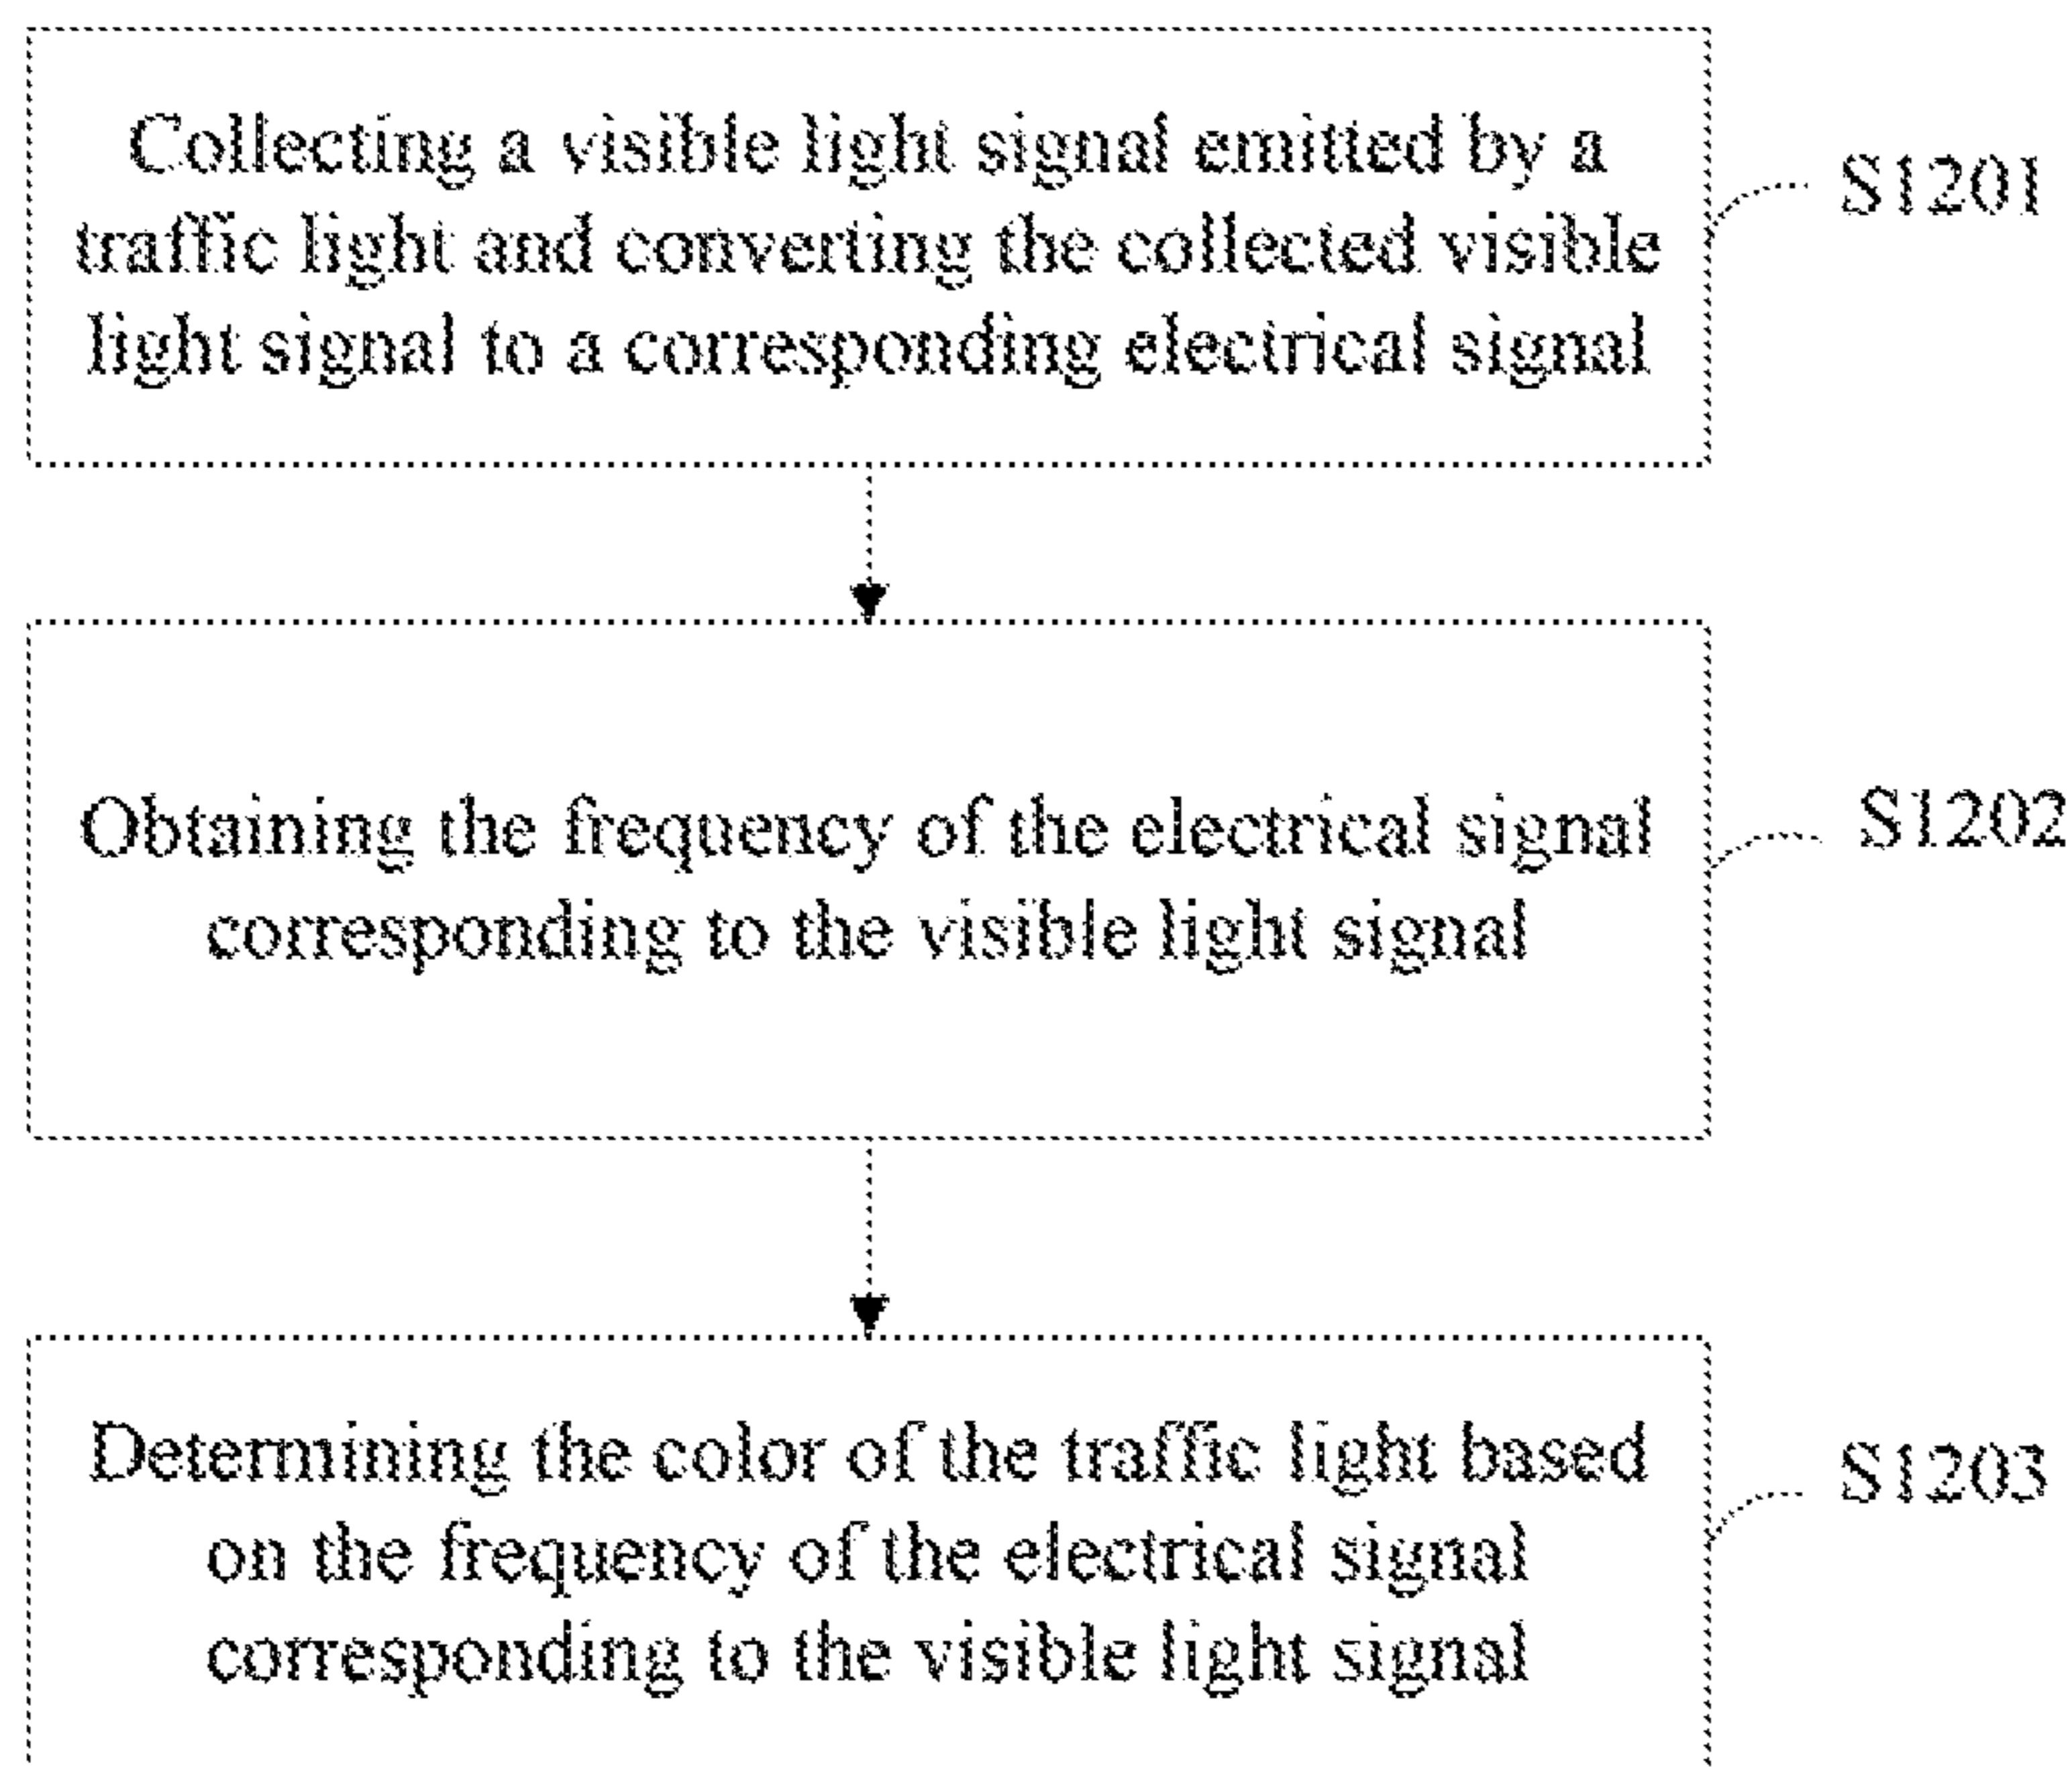 Collecting a visible light signal emitted by a
traffic light and converting the collected visible
light signal to a corresponding electrical signal
S1201
Obtaining the frequency of the electrical signal
corresponding to the visible light signal
S1202
Determining the color of the traffic light based
on the frequency of the electrical signal
corresponding to the visible light signal
S1203